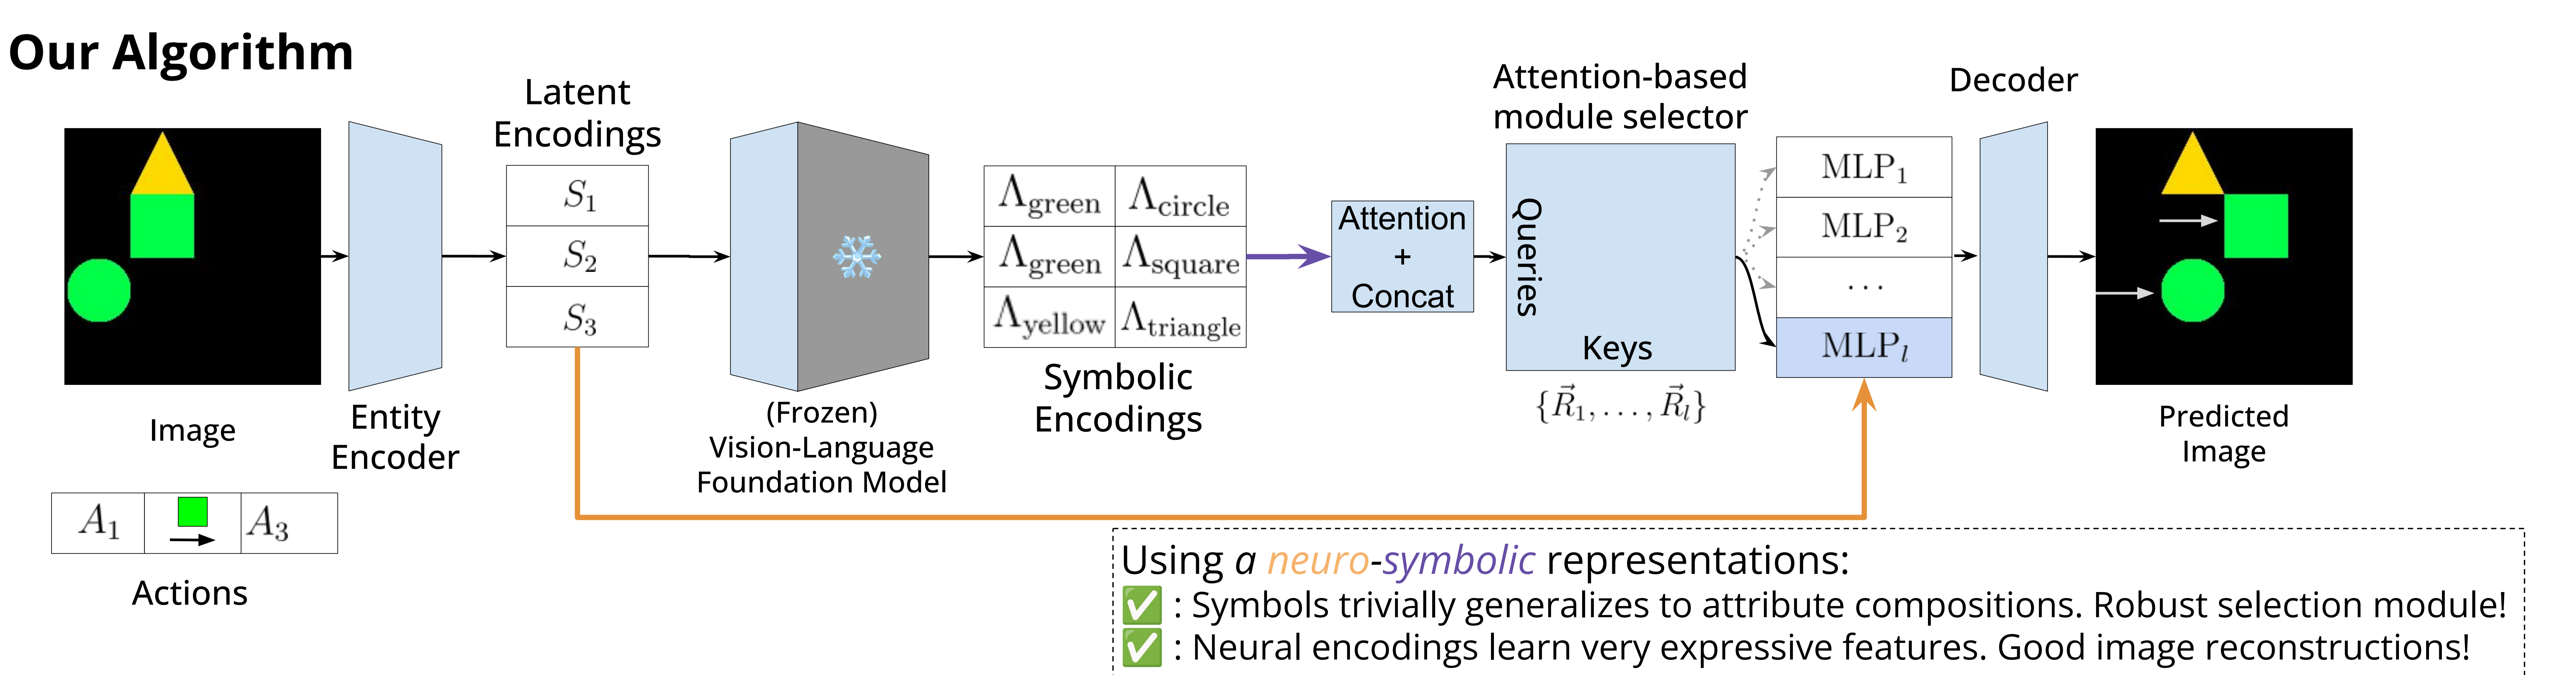 Our Algorithm
Image
A₁
A₃
Actions
Entity
Encoder
Latent
Encodings
S₁
S₂
S₃
(Frozen)
Vision-Language
Foundation Model
Λgreen Λcircle
Λgreen Λsquare
Λyellow Λtriangle
Symbolic
Encodings
Attention
+
Concat
Attention-based
module selector
Queries
Keys
{R⃗₁, . . . , R⃗ₗ}
MLP₁
MLP₂
. . .
MLPₗ
Decoder
Predicted
Image
Using a neuro-symbolic representations:
✅ : Symbols trivially generalizes to attribute compositions. Robust selection module!
✅ : Neural encodings learn very expressive features. Good image reconstructions!